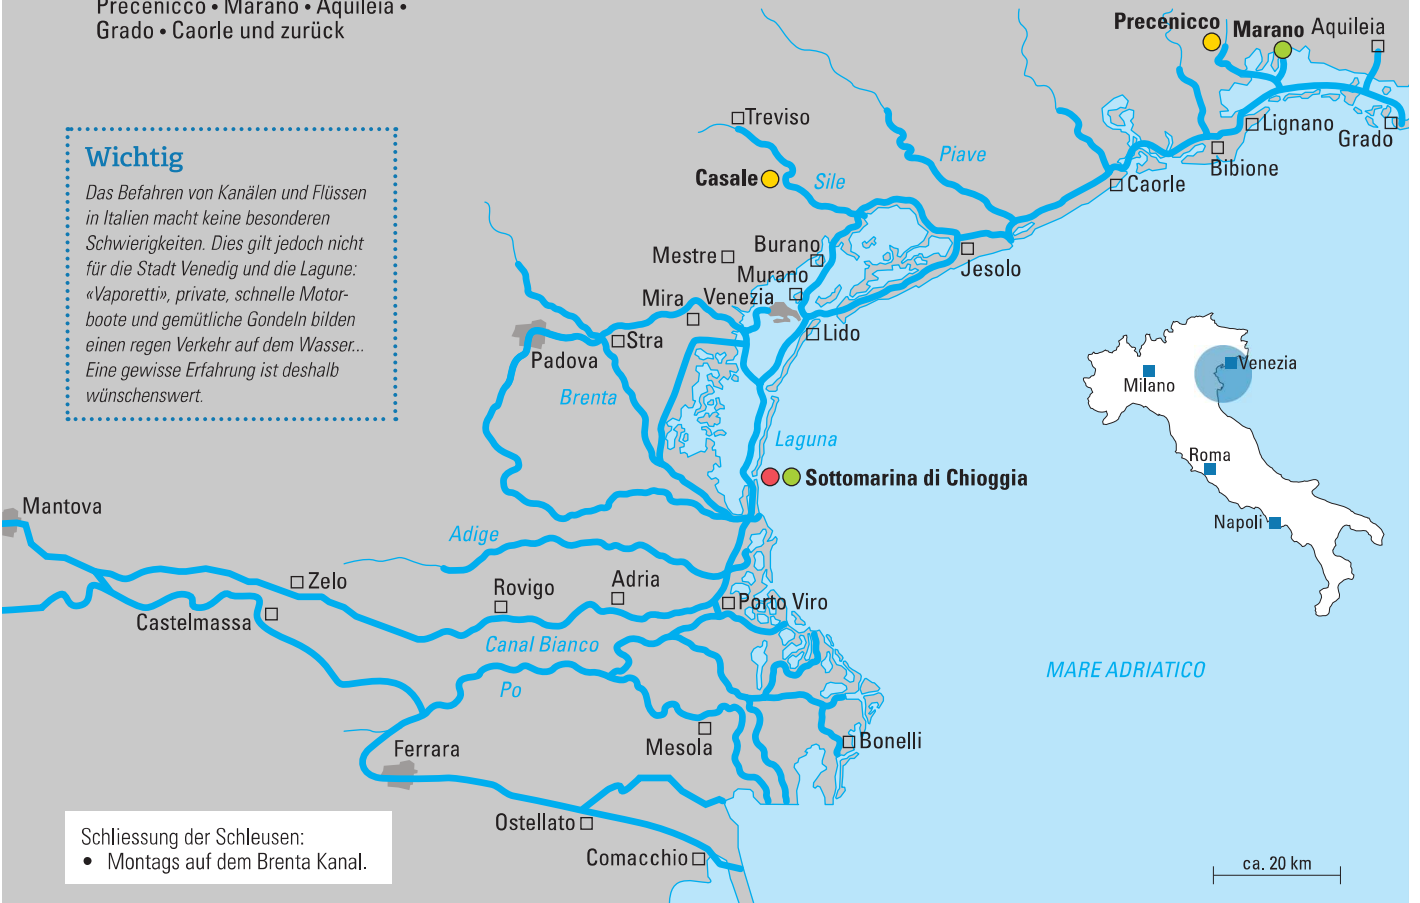 Precenicco • Marano • Aquileia •
Grado • Caorle und zurück
Wichtig
Das Befahren von Kanälen und Flüssen
in Italien macht keine besonderen
Schwierigkeiten. Dies gilt jedoch nicht
für die Stadt Venedig und die Lagune:
«Vaporetti», private, schnelle Motor-
boote und gemütliche Gondeln bilden
einen regen Verkehr auf dem Wasser...
Eine gewisse Erfahrung ist deshalb
wünschenswert.
Precenicco
Marano
Aquileia
Treviso
Lignano
Grado
Piave
Bibione
Casale
Sile
Caorle
Burano
Mestre
Jesolo
Murano
Mira
Venezia
Stra
Lido
Padova
Venezia
Milano
Brenta
Laguna
Roma
Sottomarina di Chioggia
Mantova
Napoli
Adige
Zelo
Rovigo
Adria
Porto Viro
Castelmassa
Canal Bianco
MARE ADRIATICO
Po
Ferrara
Mesola
Bonelli
Ostellato
Comacchio
Schliessung der Schleusen:
• Montags auf dem Brenta Kanal.
ca. 20 km